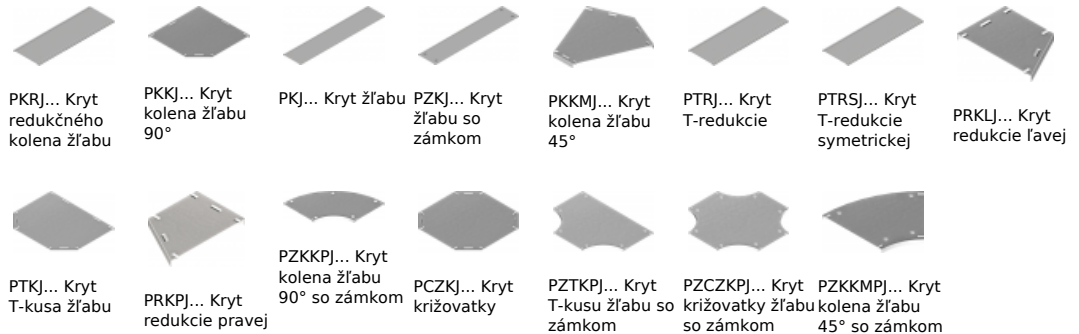 PKRJ... Kryt
redukčného
kolena žľabu
PKKJ... Kryt
kolena žľabu
90°
PKJ... Kryt žľabu
PZKJ... Kryt
žľabu so
zámkom
PKKMJ... Kryt
kolena žľabu
45°
PTRJ... Kryt
T-redukcie
PTRSJ... Kryt
T-redukcie
symetrickej
PRKLJ... Kryt
redukcie ľavej
PTKJ... Kryt
T-kusa žľabu
PRKPJ... Kryt
redukcie pravej
PZKKPJ... Kryt
kolena žľabu
90° so zámkom
PCZKJ... Kryt
križovatky
PZTKPJ... Kryt
T-kusu žľabu so
zámkom
PZCZKPJ... Kryt
križovatky žľabu
so zámkom
PZKKMPJ... Kryt
kolena žľabu
45° so zámkom